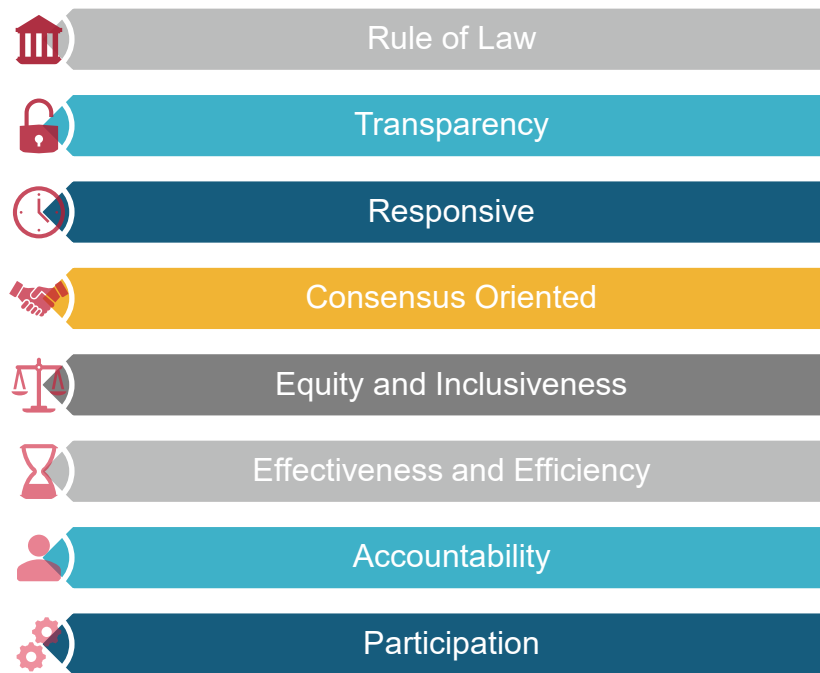 Rule of Law
Transparency
Responsive
Consensus Oriented
Equity and Inclusiveness
Effectiveness and Efficiency
Accountability
Participation